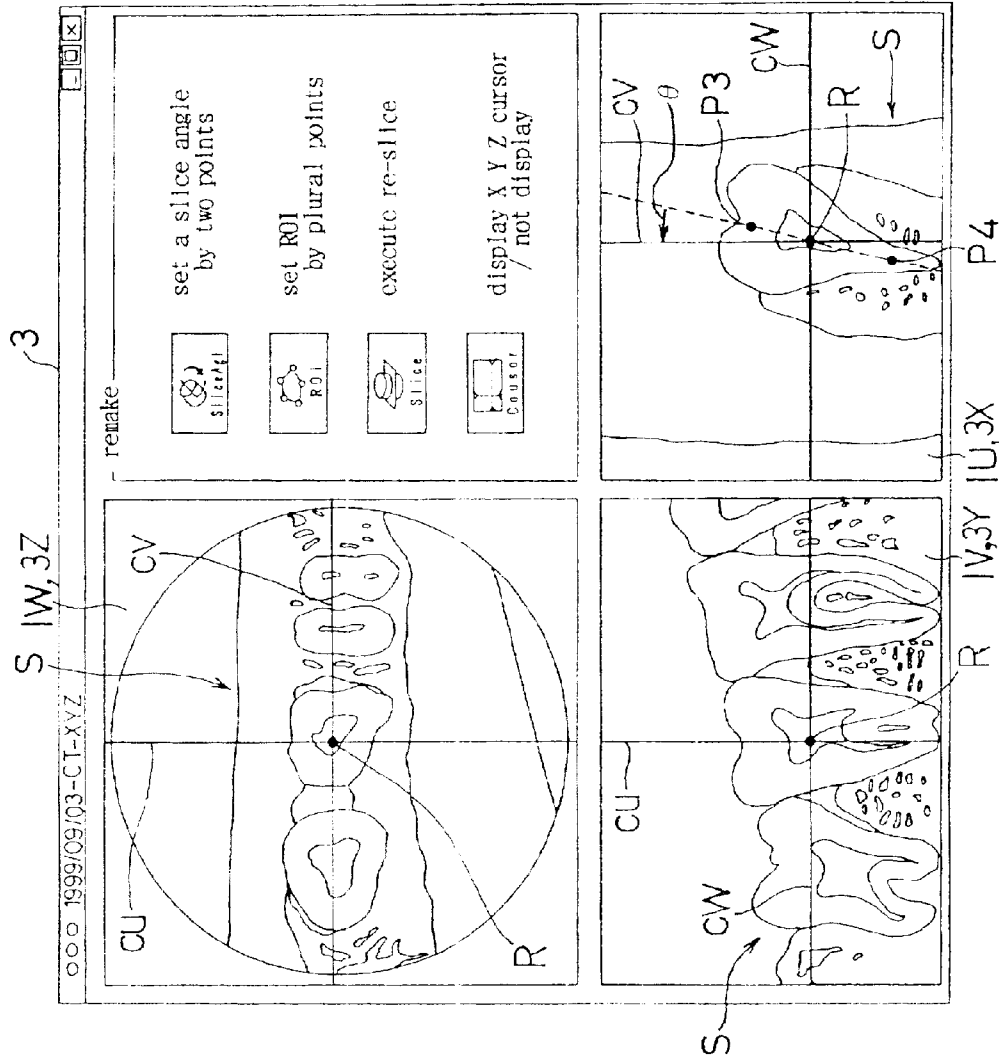 3
○○○ 1999/09/03-CT-XYZ
S
IW,3Z
CU
CV
R
remake
SliceAgl
set a slice angle
by two points
ROI
set ROI
by plural points
Slice
execute re-slice
Cousor
display X Y Z cursor
/ not display
CU
CW
S
R
IV,3Y
CV
θ
P3
CW
R
S
P4
IU,3X